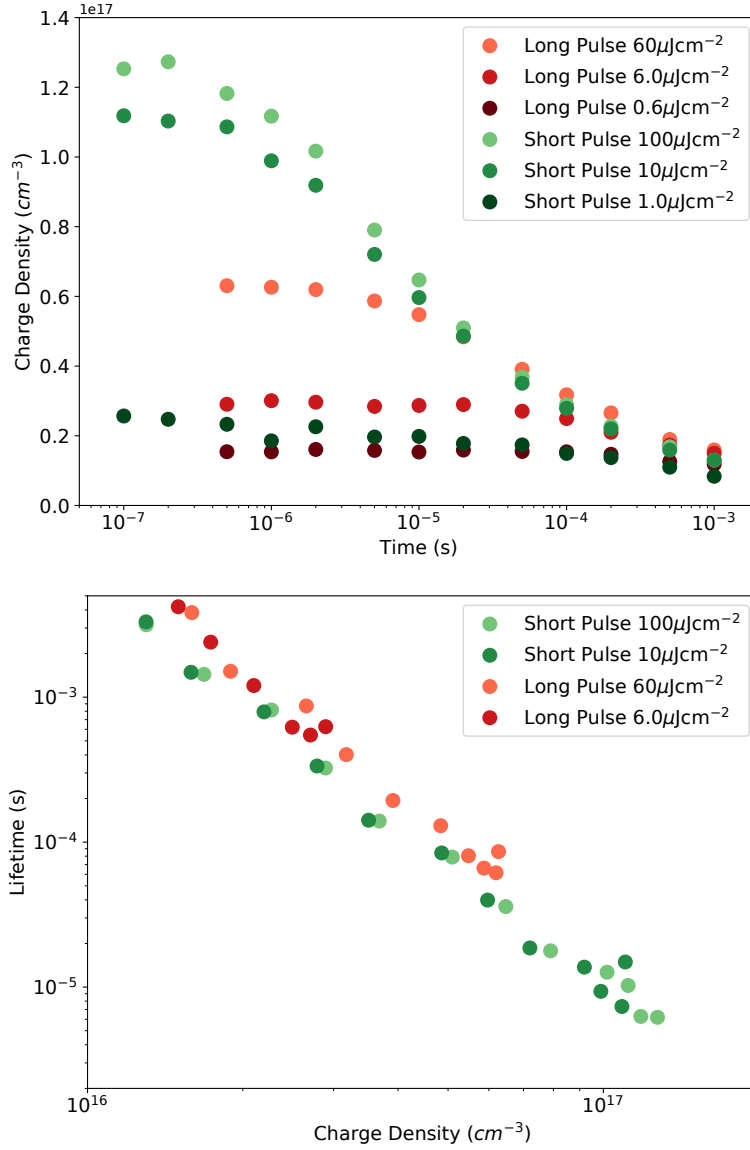 1e17
1.4
1.2
1.0
0.8
0.6
0.4
0.2
0.0
Charge Density (cm⁻³)
Long Pulse 60μJcm⁻²
Long Pulse 6.0μJcm⁻²
Long Pulse 0.6μJcm⁻²
Short Pulse 100μJcm⁻²
Short Pulse 10μJcm⁻²
Short Pulse 1.0μJcm⁻²
10⁻⁷ 10⁻⁶ 10⁻⁵ 10⁻⁴ 10⁻³
Time (s)
Short Pulse 100μJcm⁻²
Short Pulse 10μJcm⁻²
Long Pulse 60μJcm⁻²
Long Pulse 6.0μJcm⁻²
10⁻³
10⁻⁴
10⁻⁵
Lifetime (s)
10¹⁶ 10¹⁷
Charge Density (cm⁻³)